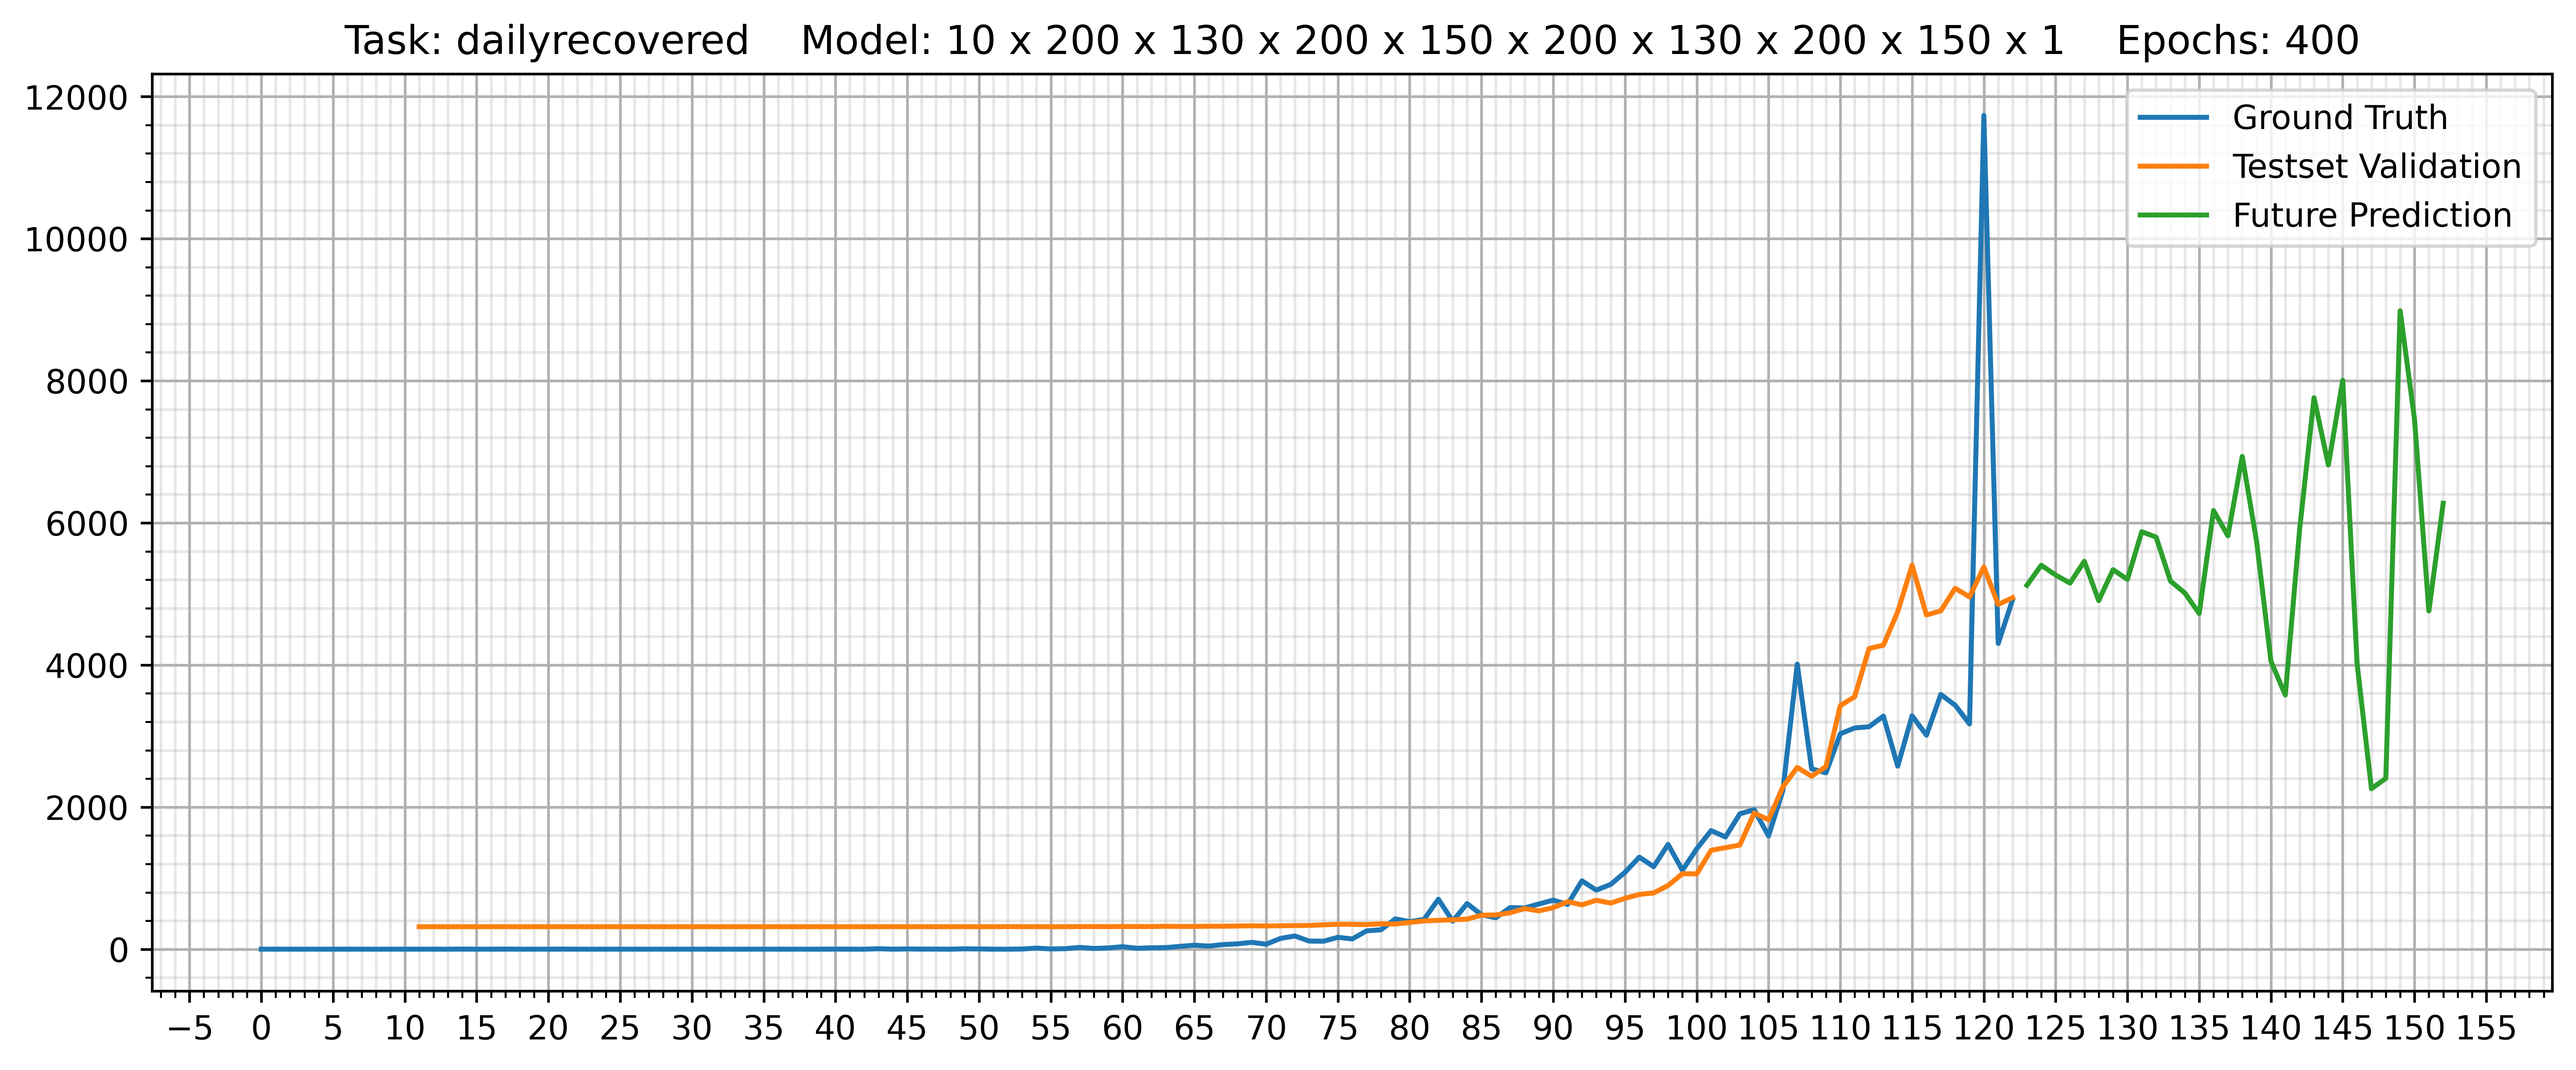 Task: dailyrecovered    Model: 10 x 200 x 130 x 200 x 150 x 200 x 130 x 200 x 150 x 1    Epochs: 400
12000
10000
8000
6000
4000
2000
0
Ground Truth
Testset Validation
Future Prediction
−5 0 5 10 15 20 25 30 35 40 45 50 55 60 65 70 75 80 85 90 95 100 105 110 115 120 125 130 135 140 145 150 155